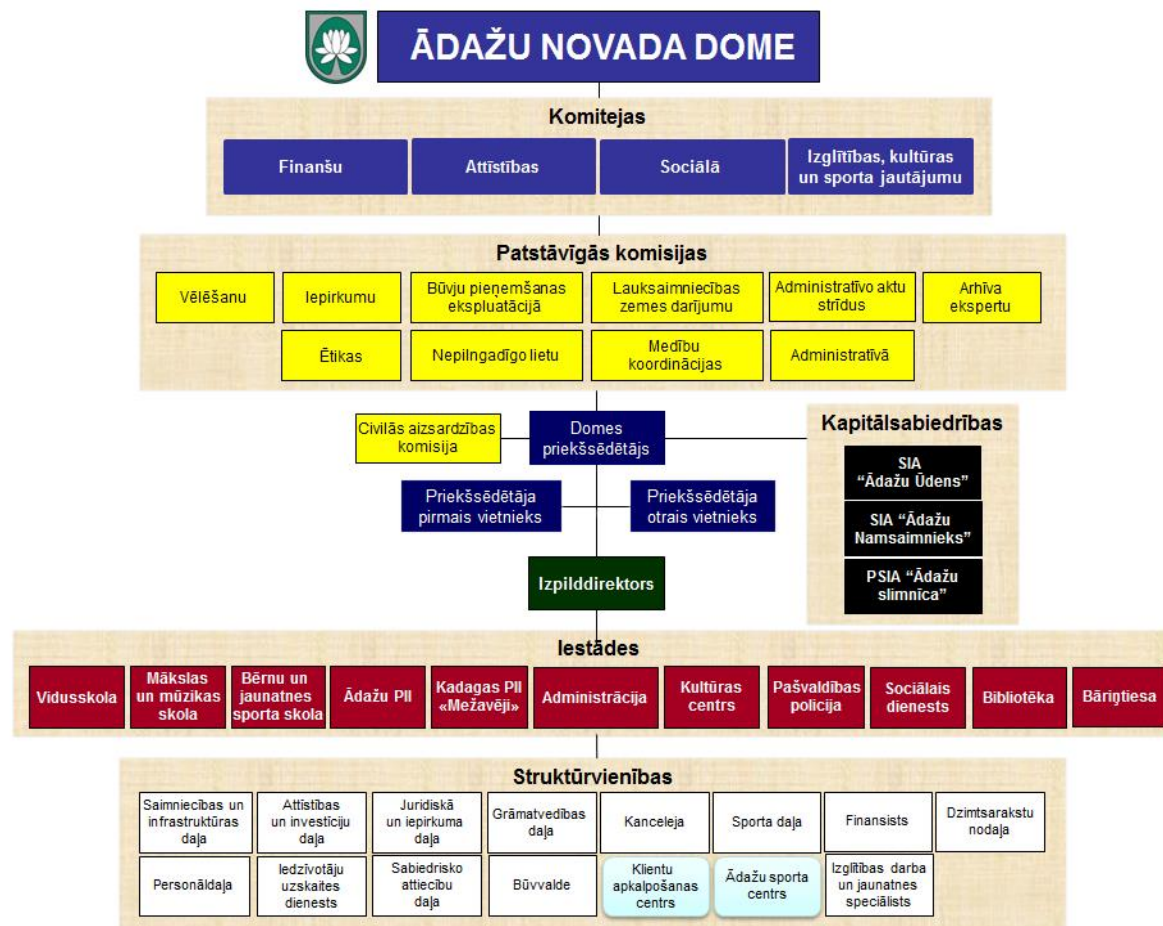 ĀDAŽU NOVADA DOME
Komitejas
Finanšu
Attīstības
Sociālā
Izglītības, kultūras
un sporta jautājumu
Patstāvīgās komisijas
Vēlēšanu
Iepirkumu
Būvju pieņemšanas
ekspluatācijā
Lauksaimniecības
zemes darījumu
Administratīvo aktu
strīdus
Arhīva
ekspertu
Ētikas
Nepilngadīgo lietu
Medību
koordinācijas
Administratīvā
Civilās aizsardzības
komisija
Domes
priekšsēdētājs
Priekšsēdētāja
pirmais vietnieks
Priekšsēdētāja
otrais vietnieks
Izpilddirektors
Kapitālsabiedrības
SIA
“Ādažu Ūdens”
SIA “Ādažu
Namsaimnieks”
PSIA “Ādažu
slimnīca”
Iestādes
Vidusskola
Mākslas
un mūzikas
skola
Bērnu un
jaunatnes
sporta skola
Ādažu PII
Kadagas PII
«Mežavēji»
Administrācija
Kultūras
centrs
Pašvaldības
policija
Sociālais
dienests
Bibliotēka
Bāriņtiesa
Struktūrvienības
Saimniecības un
infrastruktūras
daļa
Attīstības
un investīciju
daļa
Juridiskā
un iepirkuma
daļa
Grāmatvedības
daļa
Kanceleja
Sporta daļa
Finansists
Dzimtsarakstu
nodaļa
Personāldaļa
Iedzīvotāju
uzskaites
dienests
Sabiedrisko
attiecību
daļa
Būvvalde
Klientu
apkalpošanas
centrs
Ādažu sporta
centrs
Izglītības darba
un jaunatnes
speciālists